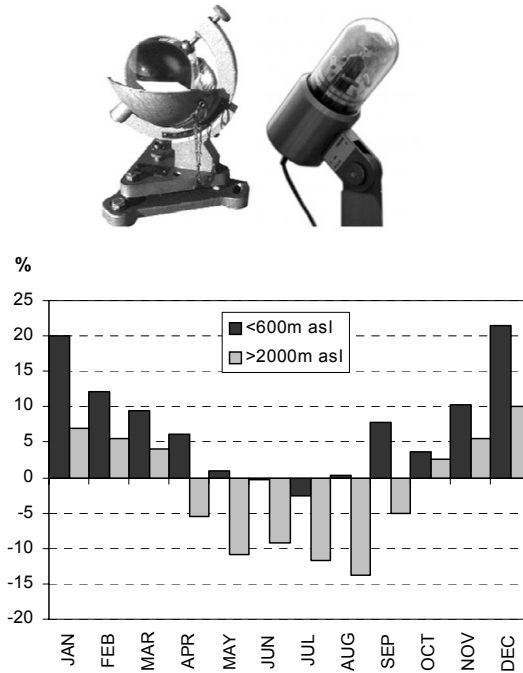 %
25
20
15
10
5
0
-5
-10
-15
-20
<600m asl
>2000m asl
JAN
FEB
MAR
APR
MAY
JUN
JUL
AUG
SEP
OCT
NOV
DEC